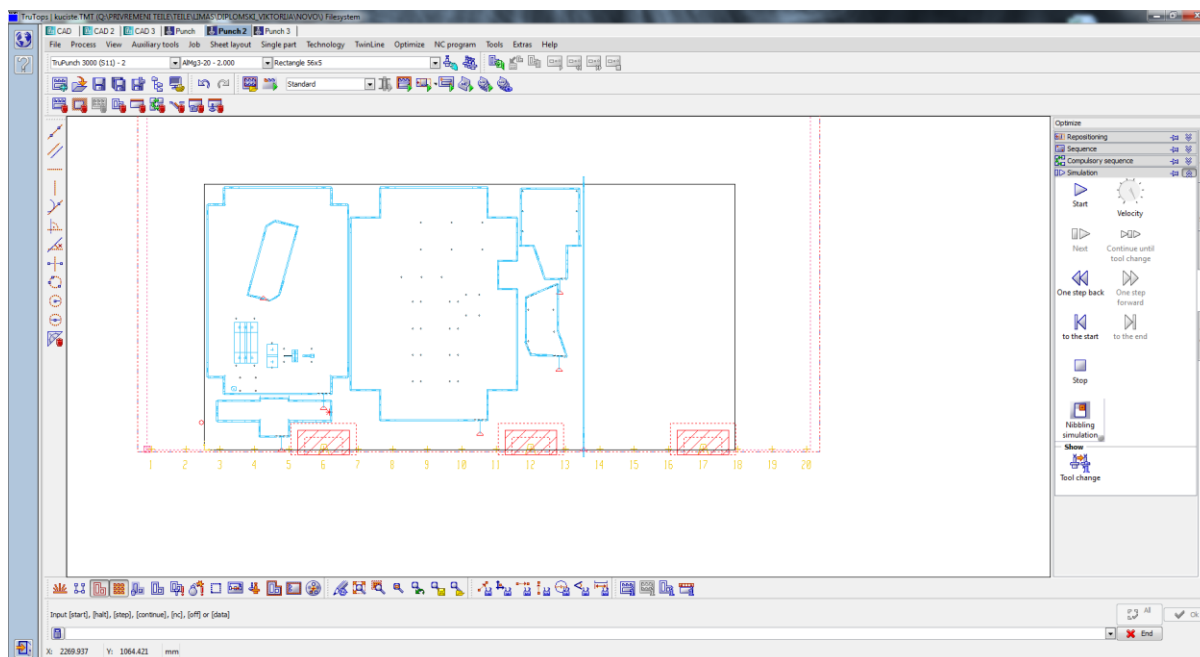 TruTops | kuciste.TMT (Q:\PRIVREMENI TEILE\TEILE\LIMAS\DIPLOMSKI_VIKTORIJA\NOVO\) Filesystem
CAD CAD 2 CAD 3 Punch Punch 2 Punch 3
File Process View Auxiliary tools Job Sheet layout Single part Technology TwinLine Optimize NC program Tools Extras Help
TruPunch 3000 (S11) - 2 AlMg3-20 - 2.000 Rectangle 56x5
Standard
Optimize
Repositioning
Sequence
Compulsory sequence
Simulation
Start Velocity
Next Continue until
tool change
One step back One step
forward
to the start to the end
Stop
Nibbling
simulation
Show
Tool change
1 2 3 4 5 6 7 8 9 10 11 12 13 14 15 16 17 18 19 20
Input [start], [halt], [step], [continue], [nc], [off] or [data]
All Ok
End
X: 2269.937 Y: 1064.421 mm